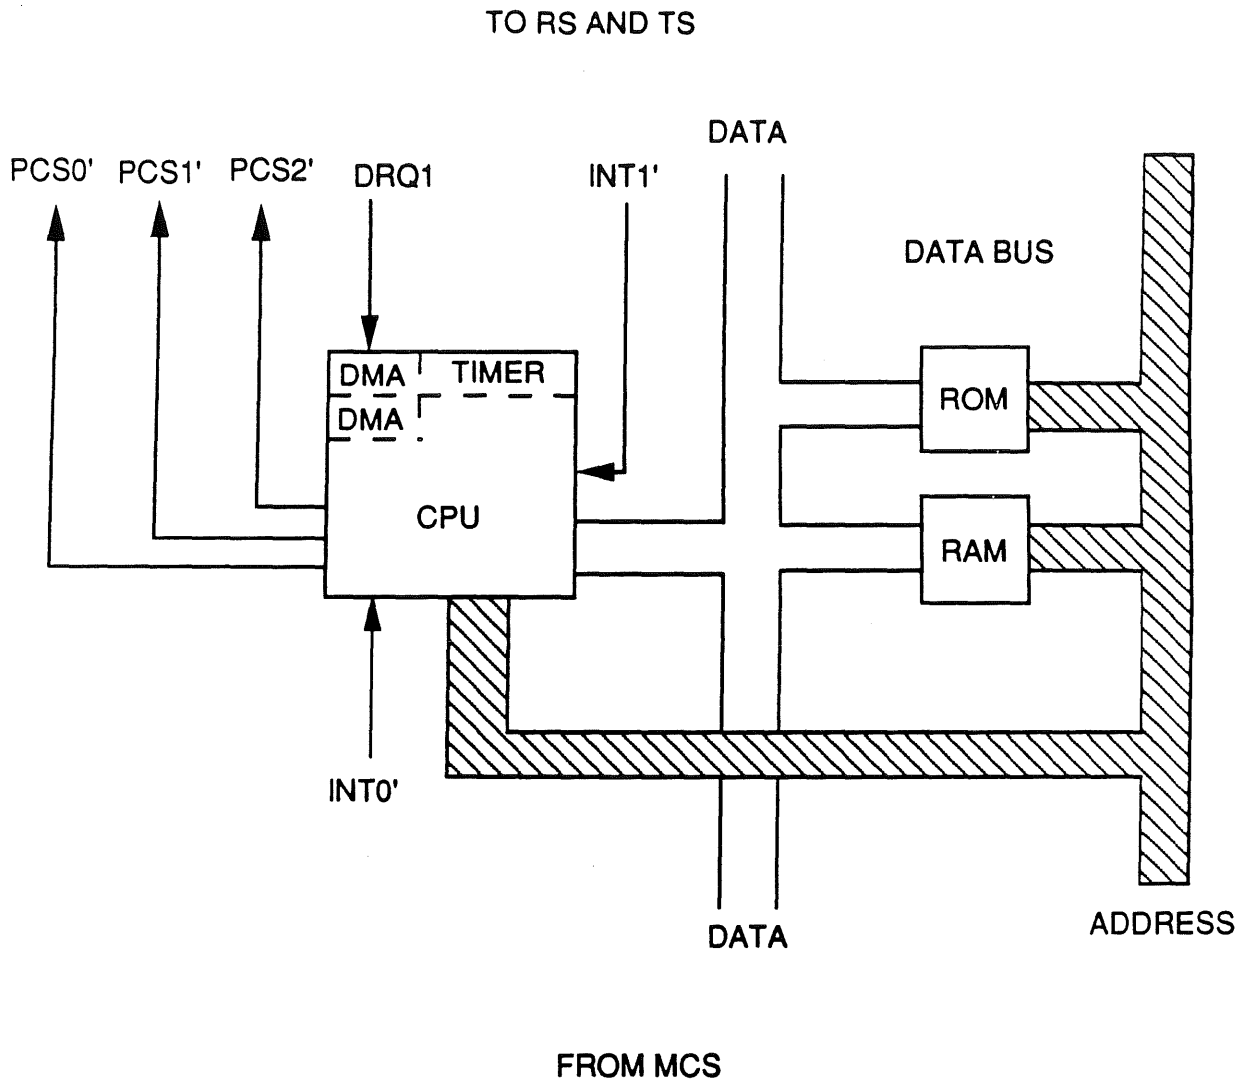 TO RS AND TS
DATA
PCS0' PCS1' PCS2' DRQ1 INT1'
DATA BUS
DMA TIMER
ROM
DMA
CPU
RAM
INT0'
ADDRESS
DATA
FROM MCS